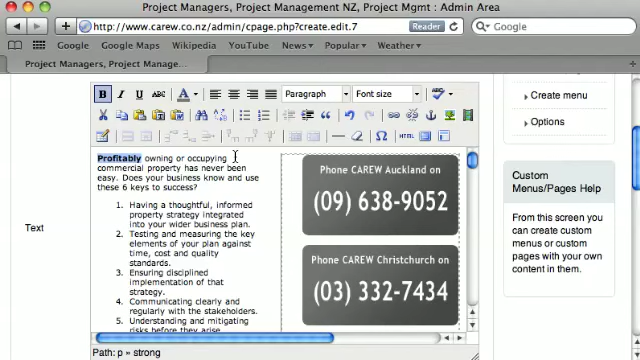 Project Managers, Project Management NZ, Project Mgmt : Admin Area
http://www.carew.co.nz/admin/cpage.php?create.edit.7
Reader
Google
Google
Google Maps
Wikipedia
YouTube
News
Popular
Weather
Project Managers, Project Manage...
B I U ABC A Paragraph Font size ABC
HTML
Text
Profitably owning or occupying
commercial property has never been
easy. Does your business know and use
these 6 keys to success?
1. Having a thoughtful, informed
property strategy integrated
into your wider business plan.
2. Testing and measuring the key
elements of your plan against
time, cost and quality
standards.
3. Ensuring disciplined
implementation of that
strategy.
4. Communicating clearly and
regularly with the stakeholders.
5. Understanding and mitigating
risks before they arise
Phone CAREW Auckland on
(09) 638-9052
Phone CAREW Christchurch on
(03) 332-7434
Path: p » strong
Create menu
Options
Custom
Menus/Pages Help
From this screen you
can create custom
menus or custom
pages with your own
content in them.